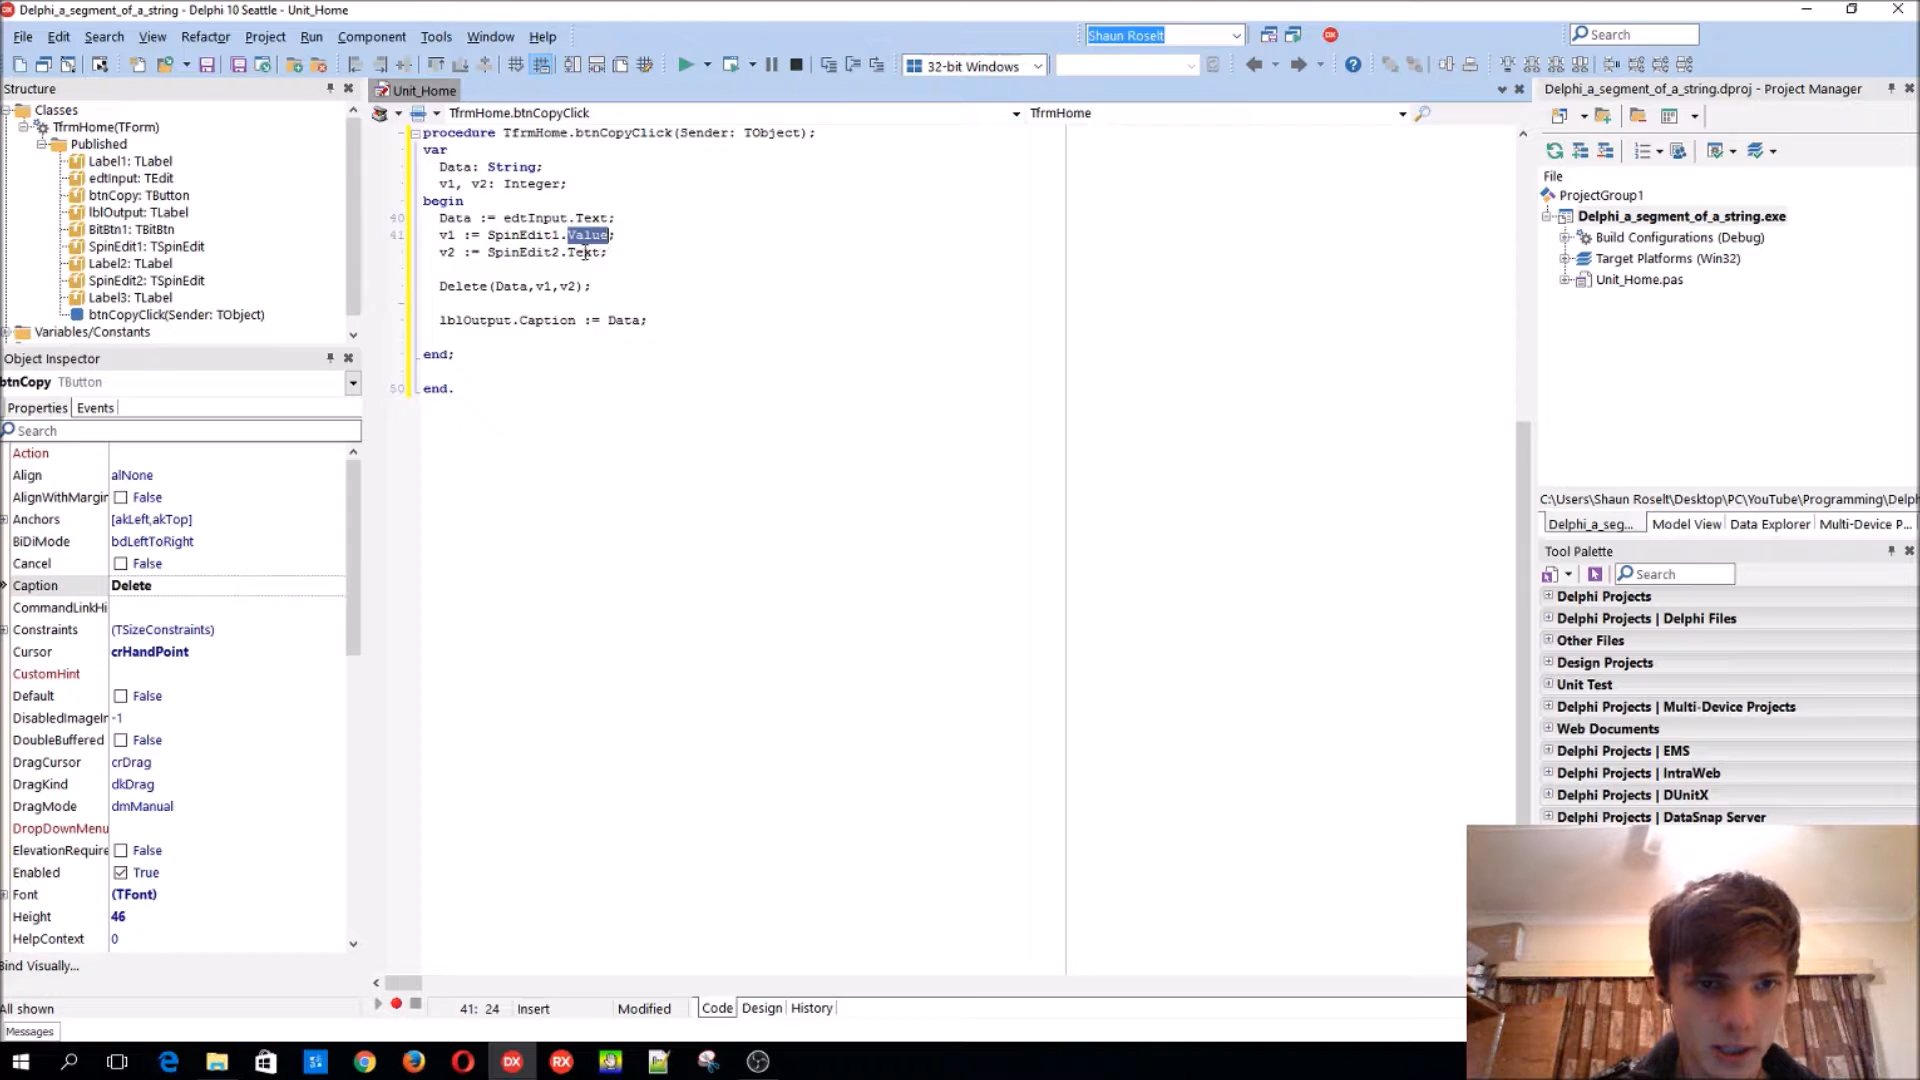 Delphi_a_segment_of_a_string - Delphi 10 Seattle - Unit_Home
File Edit Search View Refactor Project Run Component Tools Window Help
Shaun Roselt
Search
32-bit Windows
Structure
Unit_Home
Delphi_a_segment_of_a_string.dproj - Project Manager
Classes
TfrmHome(TForm)
Published
Label1: TLabel
edtInput: TEdit
btnCopy: TButton
lblOutput: TLabel
BitBtn1: TBitBtn
SpinEdit1: TSpinEdit
Label2: TLabel
SpinEdit2: TSpinEdit
Label3: TLabel
btnCopyClick(Sender: TObject)
Variables/Constants
TfrmHome.btnCopyClick
TfrmHome
procedure TfrmHome.btnCopyClick(Sender: TObject);
var
Data: String;
v1, v2: Integer;
begin
40 Data := edtInput.Text;
41 v1 := SpinEdit1.Value;
v2 := SpinEdit2.Text;
Delete(Data,v1,v2);
lblOutput.Caption := Data;
end;
50 end.
Object Inspector
btnCopy TButton
Properties Events
Search
Action
Align alNone
AlignWithMargin False
Anchors [akLeft,akTop]
BiDiMode bdLeftToRight
Cancel False
Caption Delete
CommandLinkHi
Constraints (TSizeConstraints)
Cursor crHandPoint
CustomHint
Default False
DisabledImageIr -1
DoubleBuffered False
DragCursor crDrag
DragKind dkDrag
DragMode dmManual
DropDownMenu
ElevationRequire False
Enabled True
Font (TFont)
Height 46
HelpContext 0
Bind Visually...
All shown
Messages
41: 24 Insert Modified Code Design History
File
ProjectGroup1
Delphi_a_segment_of_a_string.exe
Build Configurations (Debug)
Target Platforms (Win32)
Unit_Home.pas
C:\Users\Shaun Roselt\Desktop\PC\YouTube\Programming\Delph
Delphi_a_seg... Model View Data Explorer Multi-Device P...
Tool Palette
Search
Delphi Projects
Delphi Projects | Delphi Files
Other Files
Design Projects
Unit Test
Delphi Projects | Multi-Device Projects
Web Documents
Delphi Projects | EMS
Delphi Projects | IntraWeb
Delphi Projects | DUnitX
Delphi Projects | DataSnap Server
DX
RX